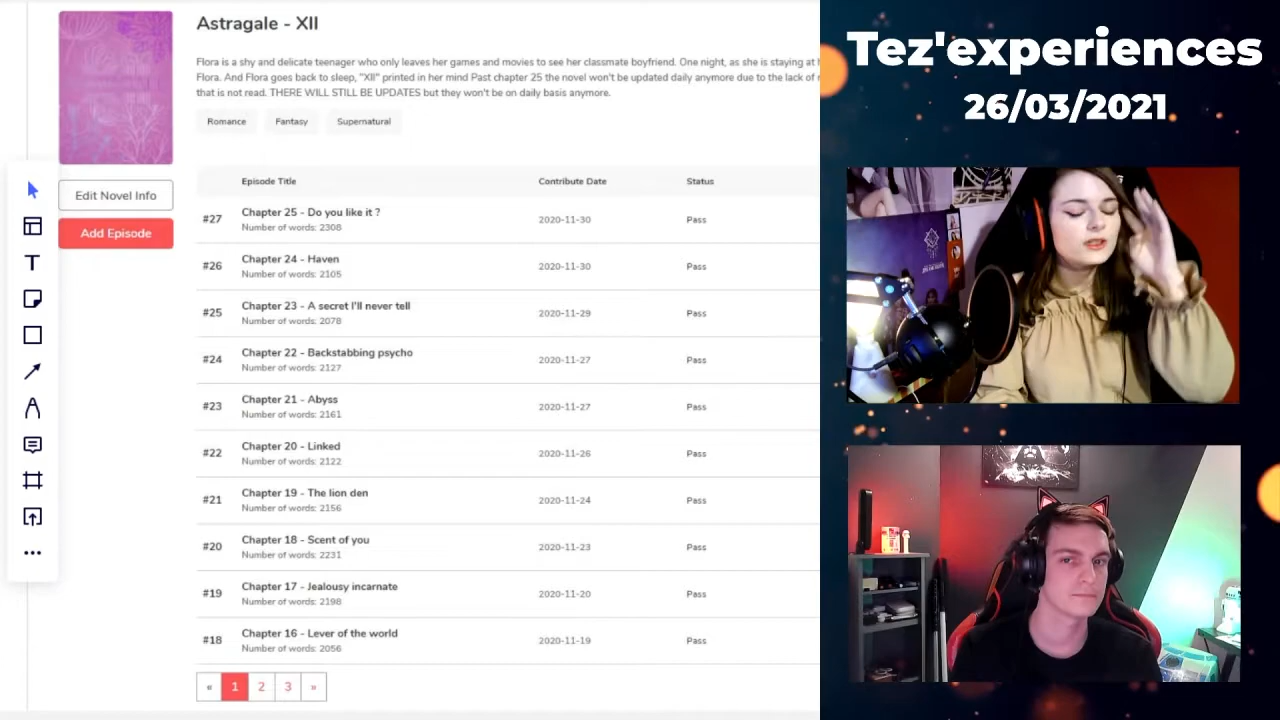 Astragale - XII
Flora is a shy and delicate teenager who only leaves her games and movies to see her classmate boyfriend. One night, as she is staying at
Flora. And Flora goes back to sleep, "XII" printed in her mind Past chapter 25 the novel won't be updated daily anymore due to the lack of
that is not read. THERE WILL STILL BE UPDATES but they won't be on daily basis anymore.
Romance Fantasy Supernatural
Edit Novel Info
Add Episode
Episode Title Contribute Date Status
#27 Chapter 25 - Do you like it ? 2020-11-30 Pass
Number of words: 2308
#26 Chapter 24 - Haven 2020-11-30 Pass
Number of words: 2105
#25 Chapter 23 - A secret I'll never tell 2020-11-29 Pass
Number of words: 2078
#24 Chapter 22 - Backstabbing psycho 2020-11-27 Pass
Number of words: 2127
#23 Chapter 21 - Abyss 2020-11-27 Pass
Number of words: 2161
#22 Chapter 20 - Linked 2020-11-26 Pass
Number of words: 2122
#21 Chapter 19 - The lion den 2020-11-24 Pass
Number of words: 2156
#20 Chapter 18 - Scent of you 2020-11-23 Pass
Number of words: 2231
#19 Chapter 17 - Jealousy incarnate 2020-11-20 Pass
Number of words: 2198
#18 Chapter 16 - Lever of the world 2020-11-19 Pass
Number of words: 2056
« 1 2 3 »
Tez'experiences
26/03/2021